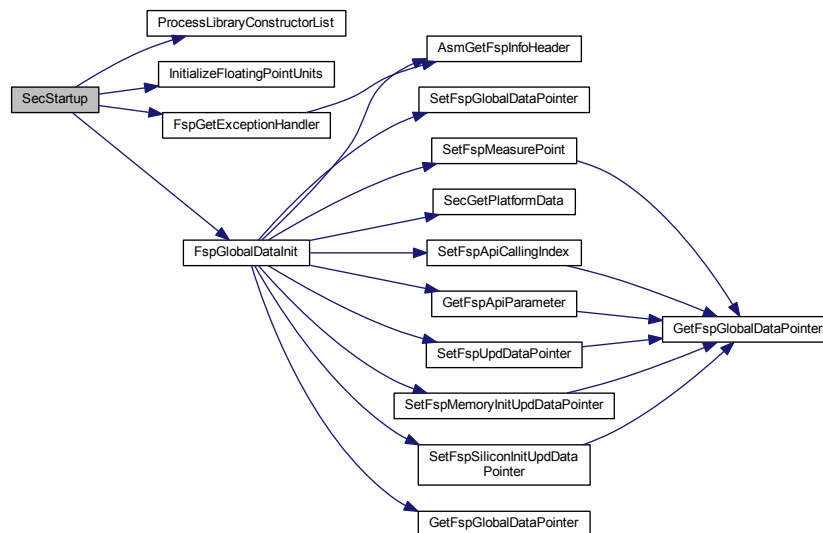 ProcessLibraryConstructorList
InitializeFloatingPointUnits
SecStartup
FspGetExceptionHandler
FspGlobalDataInit
AsmGetFspInfoHeader
SetFspGlobalDataPointer
SetFspMeasurePoint
SecGetPlatformData
SetFspApiCallingIndex
GetFspApiParameter
SetFspUpdDataPointer
SetFspMemoryInitUpdDataPointer
SetFspSiliconInitUpdData
Pointer
GetFspGlobalDataPointer
GetFspGlobalDataPointer